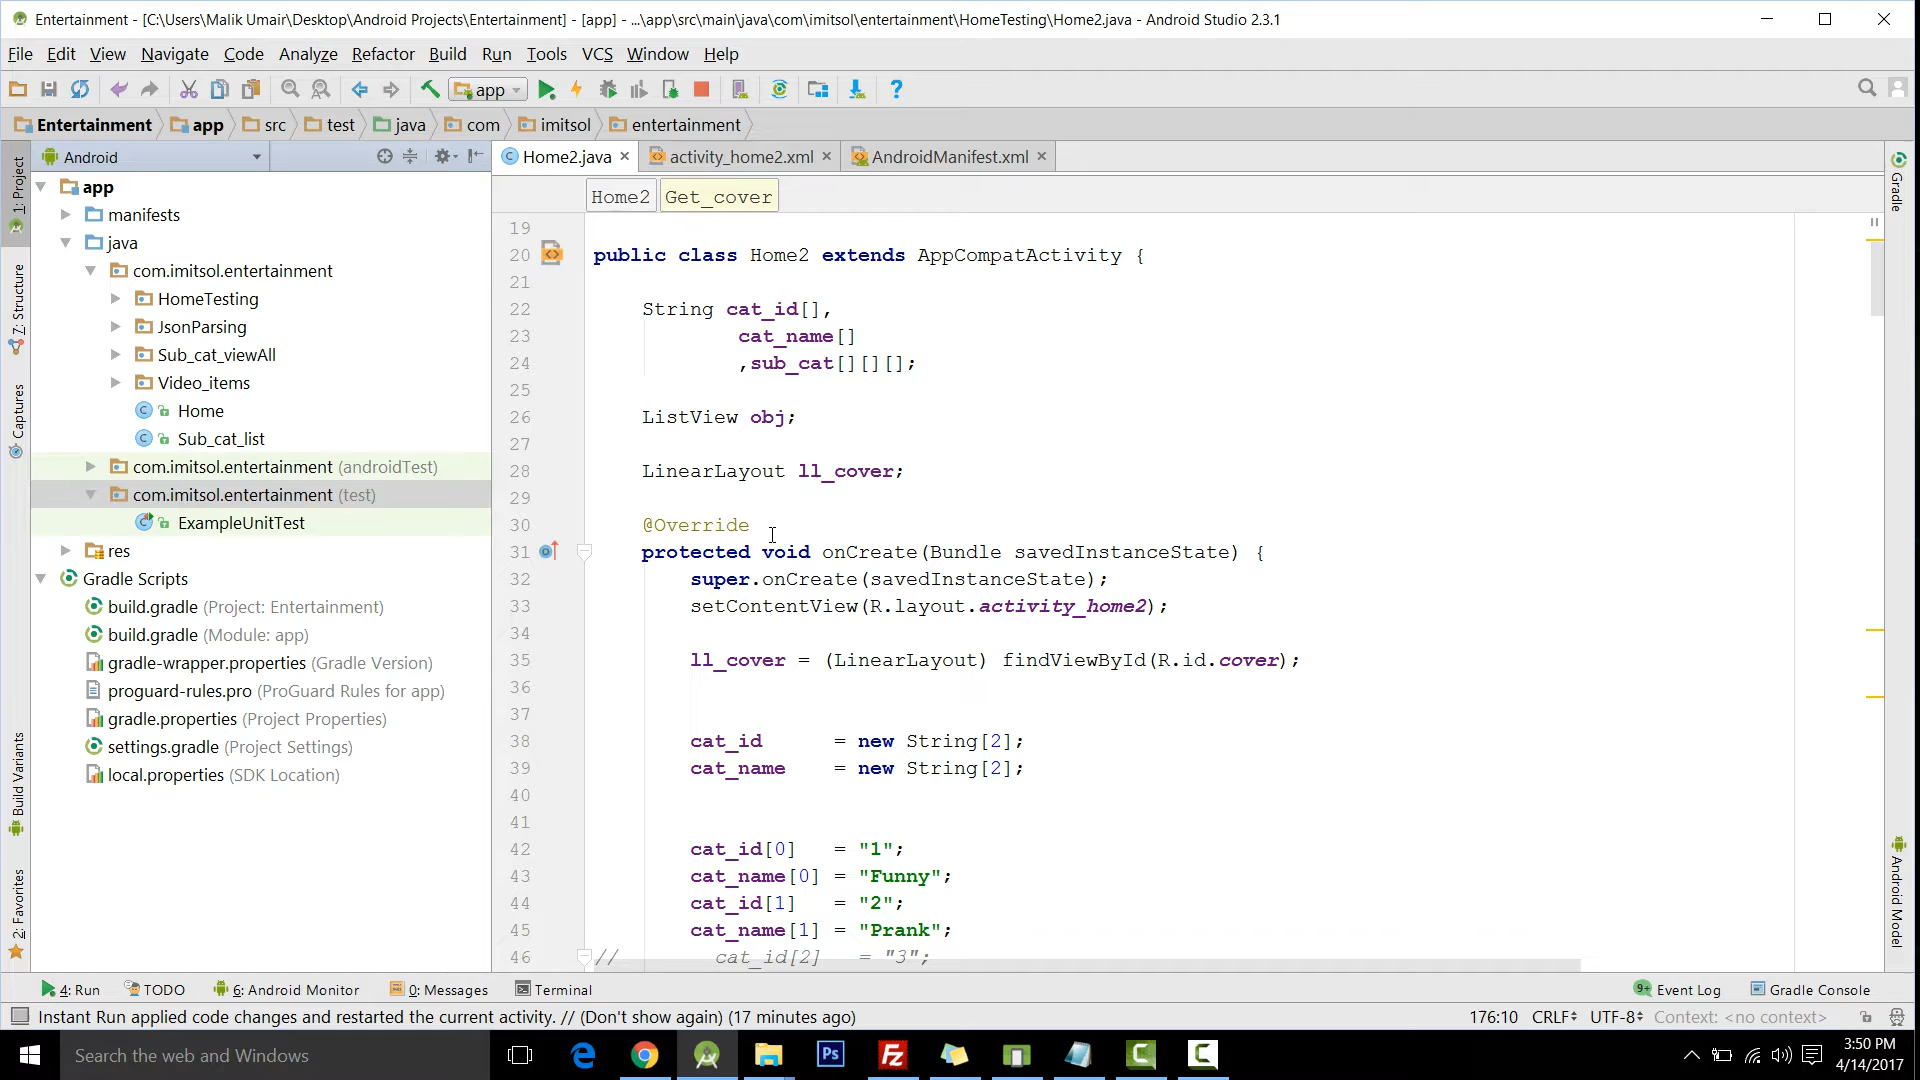 Entertainment - [C:\Users\Malik Umair\Desktop\Android Projects\Entertainment] - [app] - ...\app\src\main\java\com\imitsol\entertainment\HomeTesting\Home2.java - Android Studio 2.3.1
File Edit View Navigate Code Analyze Refactor Build Run Tools VCS Window Help
app
Entertainment app src test java com imitsol entertainment
Android
Home2.java activity_home2.xml AndroidManifest.xml
Home2 Get_cover
1: Project
7: Structure
Captures
Build Variants
2: Favorites
app
manifests
java
com.imitsol.entertainment
HomeTesting
JsonParsing
Sub_cat_viewAll
Video_items
Home
Sub_cat_list
com.imitsol.entertainment (androidTest)
com.imitsol.entertainment (test)
ExampleUnitTest
res
Gradle Scripts
build.gradle (Project: Entertainment)
build.gradle (Module: app)
gradle-wrapper.properties (Gradle Version)
proguard-rules.pro (ProGuard Rules for app)
gradle.properties (Project Properties)
settings.gradle (Project Settings)
local.properties (SDK Location)
19
20 public class Home2 extends AppCompatActivity {
21
22 String cat_id[],
23 cat_name[]
24 ,sub_cat[][][];
25
26 ListView obj;
27
28 LinearLayout ll_cover;
29
30 @Override
31 protected void onCreate(Bundle savedInstanceState) {
32 super.onCreate(savedInstanceState);
33 setContentView(R.layout.activity_home2);
34
35 ll_cover = (LinearLayout) findViewById(R.id.cover);
36
37
38 cat_id = new String[2];
39 cat_name = new String[2];
40
41
42 cat_id[0] = "1";
43 cat_name[0] = "Funny";
44 cat_id[1] = "2";
45 cat_name[1] = "Prank";
46 // cat_id[2] = "3";
Gradle
Android Model
4: Run TODO 6: Android Monitor 0: Messages Terminal 9+ Event Log Gradle Console
Instant Run applied code changes and restarted the current activity. // (Don't show again) (17 minutes ago) 176:10 CRLF UTF-8 Context: <no context>
Search the web and Windows
Ps
Fz
3:50 PM
4/14/2017